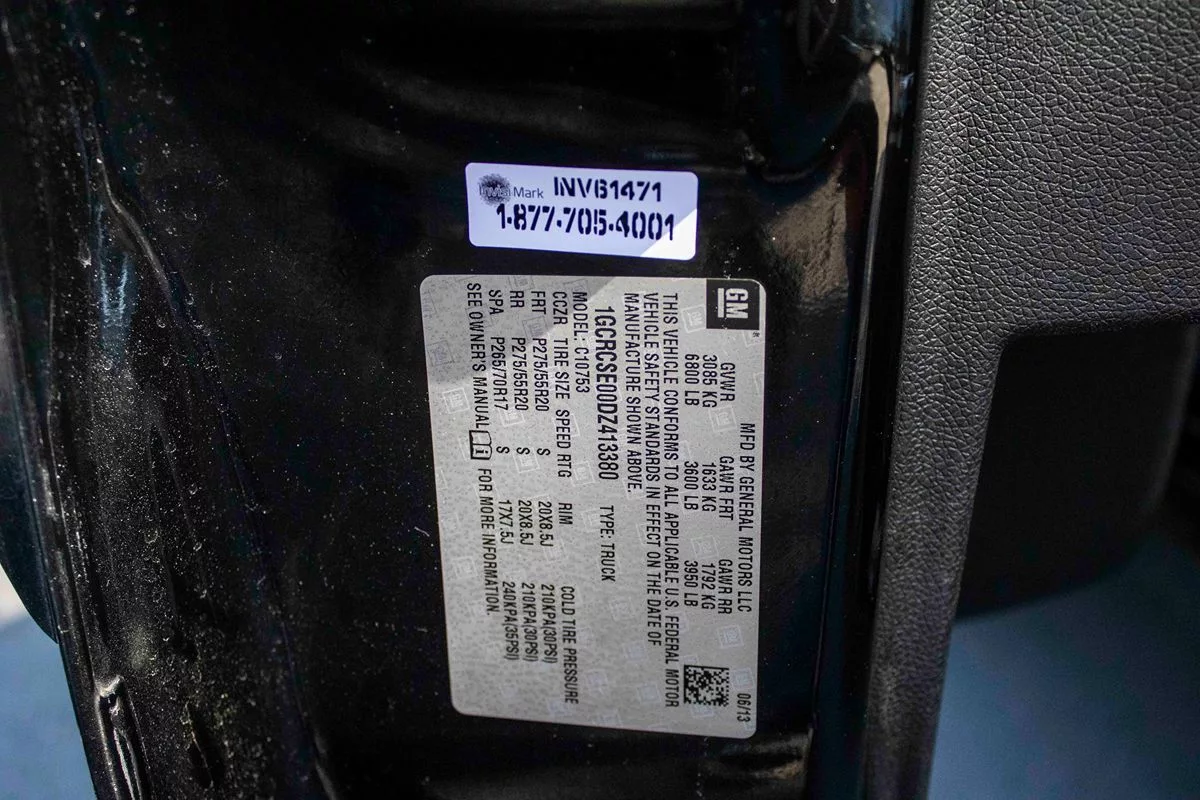 InvisiMark INV61471
1-877-705-4001
GM ®
MFD BY GENERAL MOTORS LLC 06/13
GVWR GAWR FRT GAWR RR
3085 KG 1633 KG 1792 KG
6800 LB 3600 LB 3950 LB
THIS VEHICLE CONFORMS TO ALL APPLICABLE U.S. FEDERAL MOTOR
VEHICLE SAFETY STANDARDS IN EFFECT ON THE DATE OF
MANUFACTURE SHOWN ABOVE.
1GCRCSE00DZ413380 TYPE: TRUCK
MODEL: C10753
CCZR TIRE SIZE SPEED RTG RIM COLD TIRE PRESSURE
FRT P275/55R20 S 20X8.5J 210KPA(30PSI)
RR P275/55R20 S 20X8.5J 210KPA(30PSI)
SPA P265/70R17 S 17X7.5J 240KPA(35PSI)
SEE OWNER'S MANUAL i FOR MORE INFORMATION.